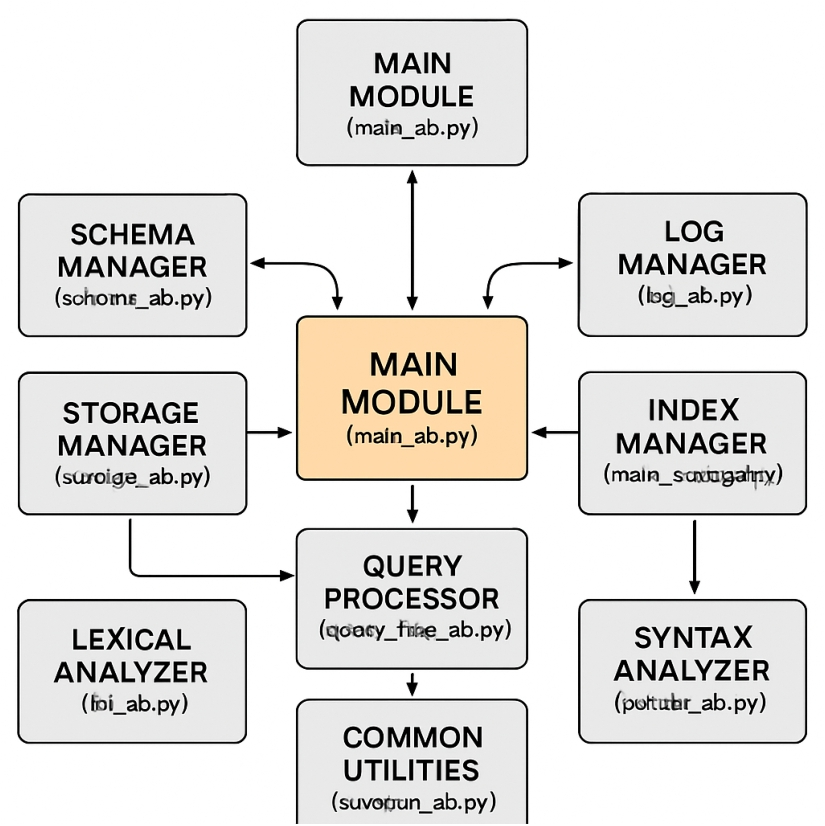 MAIN
MODULE
(main_ab.py)
SCHEMA
MANAGER
LOG
MANAGER
(log_ab.py)
MAIN
MODULE
(main_ab.py)
STORAGE
MANAGER
INDEX
MANAGER
QUERY
PROCESSOR
LEXICAL
ANALYZER
SYNTAX
ANALYZER
COMMON
UTILITIES